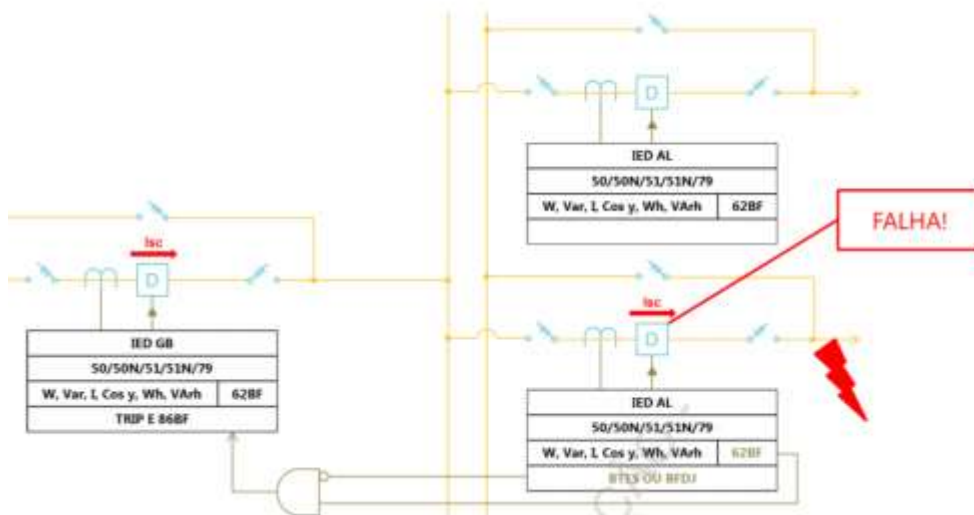 D
IED AL
50/50N/51/51N/79
W, Var, I, Cos y, Wh, VArh 62BF
FALHA!
Isc
D
IED GB
50/50N/51/51N/79
W, Var, I, Cos y, Wh, VArh 62BF
TRIP E 86BF
Isc
D
IED AL
50/50N/51/51N/79
W, Var, I, Cos y, Wh, VArh 62BF
OU BFDJ